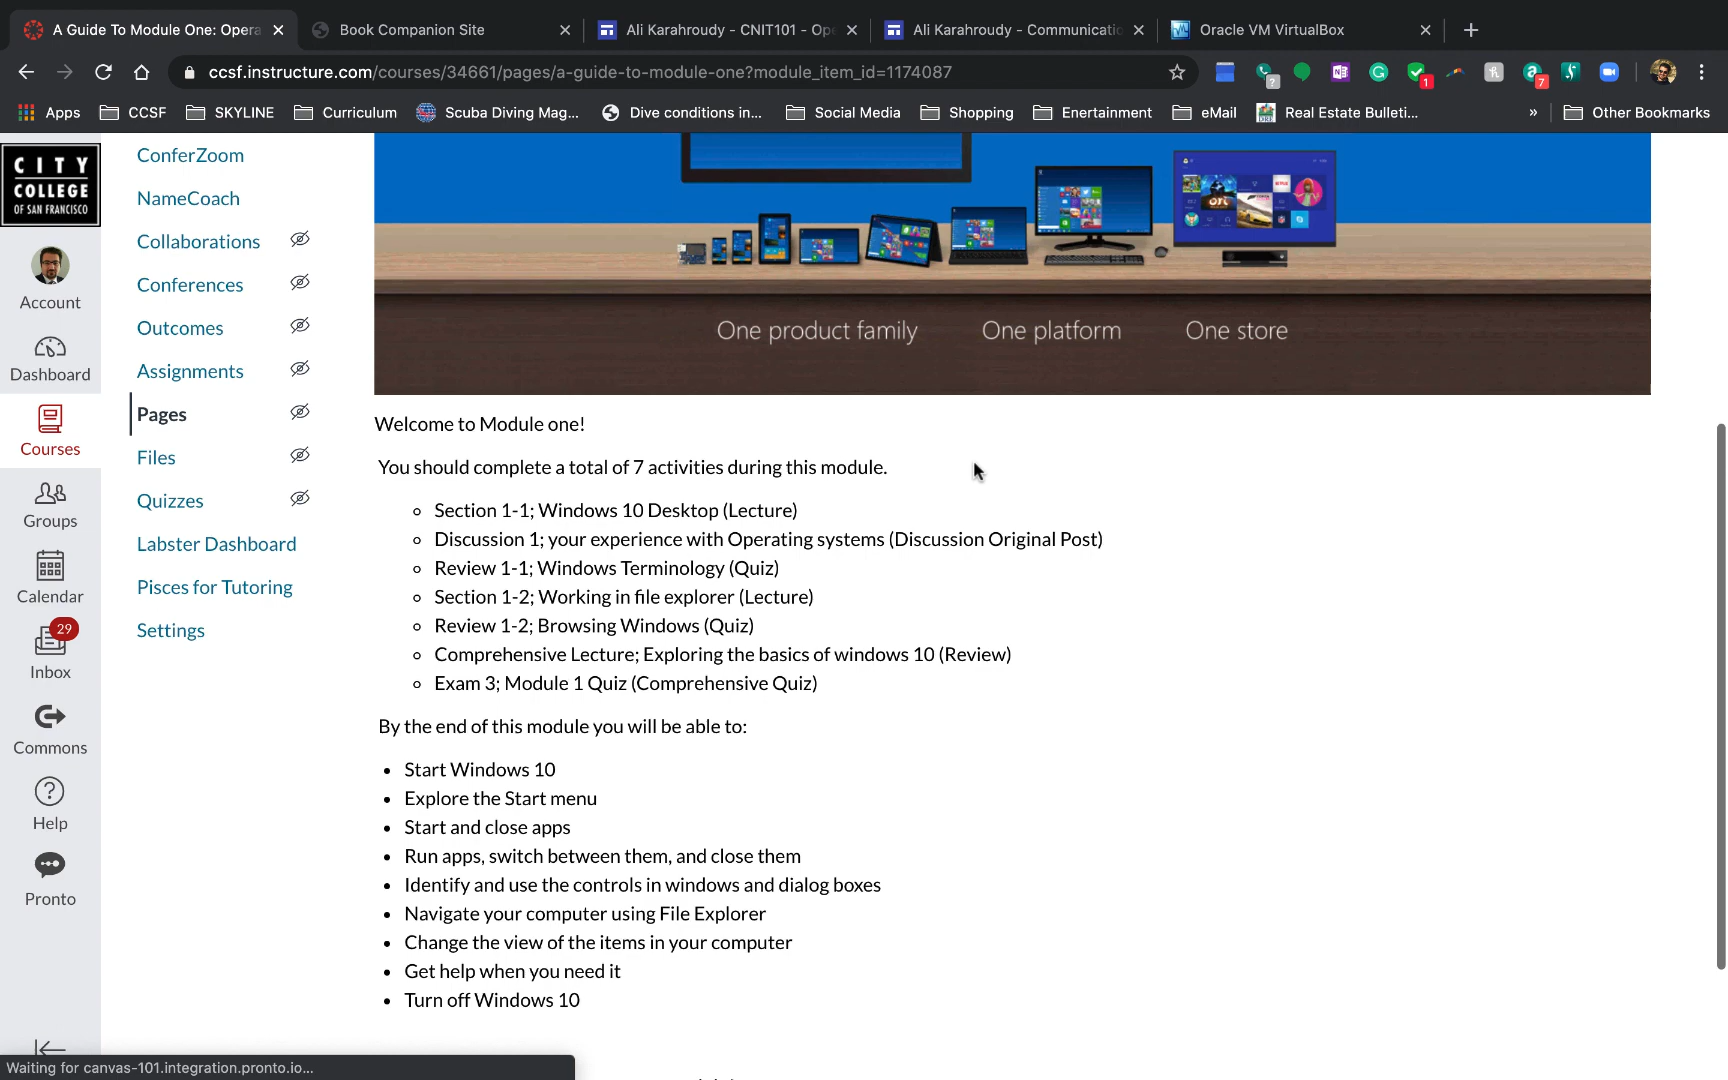 A Guide To Module One: Opera
Book Companion Site
Ali Karahroudy - CNIT101 - Ope
Ali Karahroudy - Communicatio
Oracle VM VirtualBox
ccsf.instructure.com/courses/34661/pages/a-guide-to-module-one?module_item_id=1174087
Apps
CCSF
SKYLINE
Curriculum
Scuba Diving Mag...
Dive conditions in...
Social Media
Shopping
Enertainment
eMail
Real Estate Bulleti...
»
Other Bookmarks
CITY
COLLEGE
OF SAN FRANCISCO
Account
Dashboard
Courses
Groups
Calendar
29
Inbox
Commons
Help
Pronto
ConferZoom
NameCoach
Collaborations
Conferences
Outcomes
Assignments
Pages
Files
Quizzes
Labster Dashboard
Pisces for Tutoring
Settings
One product family One platform One store
Welcome to Module one!
You should complete a total of 7 activities during this module.
Section 1-1; Windows 10 Desktop (Lecture)
Discussion 1; your experience with Operating systems (Discussion Original Post)
Review 1-1; Windows Terminology (Quiz)
Section 1-2; Working in file explorer (Lecture)
Review 1-2; Browsing Windows (Quiz)
Comprehensive Lecture; Exploring the basics of windows 10 (Review)
Exam 3; Module 1 Quiz (Comprehensive Quiz)
By the end of this module you will be able to:
Start Windows 10
Explore the Start menu
Start and close apps
Run apps, switch between them, and close them
Identify and use the controls in windows and dialog boxes
Navigate your computer using File Explorer
Change the view of the items in your computer
Get help when you need it
Turn off Windows 10
Waiting for canvas-101.integration.pronto.io...